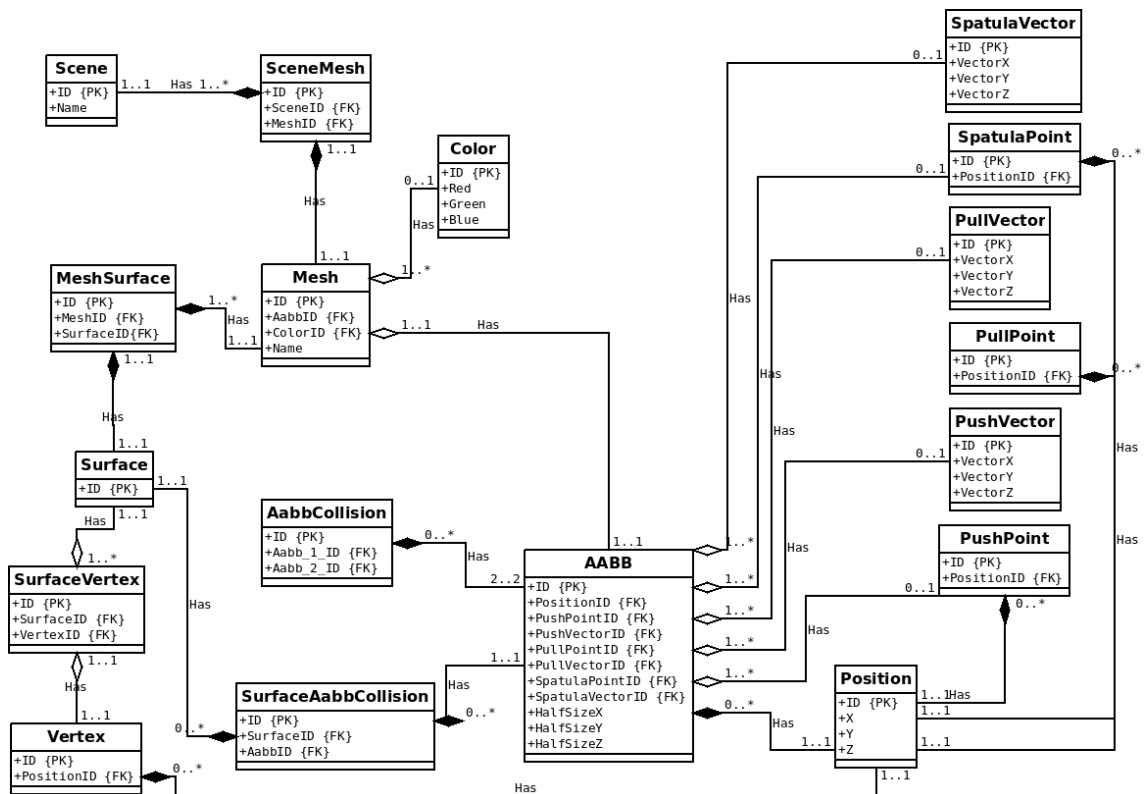 SpatulaVector
+ID {PK}
+VectorX
+VectorY
+VectorZ
0..1
Scene
+ID {PK}
+Name
1..1
Has
1..*
SceneMesh
+ID {PK}
+SceneID {FK}
+MeshID {FK}
1..1
Has
1..1
Color
+ID {PK}
+Red
+Green
+Blue
0..1
Has
1..*
SpatulaPoint
+ID {PK}
+PositionID {FK}
0..1
0..*
PullVector
+ID {PK}
+VectorX
+VectorY
+VectorZ
0..1
MeshSurface
+ID {PK}
+MeshID {FK}
+SurfaceID{FK}
1..*
Has
1..1
1..1
Has
1..1
Mesh
+ID {PK}
+AabbID {FK}
+ColorID {FK}
+Name
1..1
Has
Has
Has
Has
Has
PullPoint
+ID {PK}
+PositionID {FK}
0..*
PushVector
+ID {PK}
+VectorX
+VectorY
+VectorZ
0..1
Has
Surface
+ID {PK}
1..1
1..1
Has
1..*
AabbCollision
+ID {PK}
+Aabb_1_ID {FK}
+Aabb_2_ID {FK}
0..*
Has
2..2
1..1
AABB
+ID {PK}
+PositionID {FK}
+PushPointID {FK}
+PushVectorID {FK}
+PullPointID {FK}
+PullVectorID {FK}
+SpatulaPointID {FK}
+SpatulaVectorID {FK}
+HalfSizeX
+HalfSizeY
+HalfSizeZ
1..*
1..*
1..*
1..*
1..*
0..*
Has
1..1
PushPoint
+ID {PK}
+PositionID {FK}
0..1
Has
0..*
SurfaceVertex
+ID {PK}
+SurfaceID {FK}
+VertexID {FK}
1..1
Has
1..1
Has
SurfaceAabbCollision
+ID {PK}
+SurfaceID {FK}
+AabbID {FK}
0..*
0..*
Has
1..1
Position
+ID {PK}
+X
+Y
+Z
1..1
Has
1..1
1..1
1..1
Vertex
+ID {PK}
+PositionID {FK}
0..*
Has